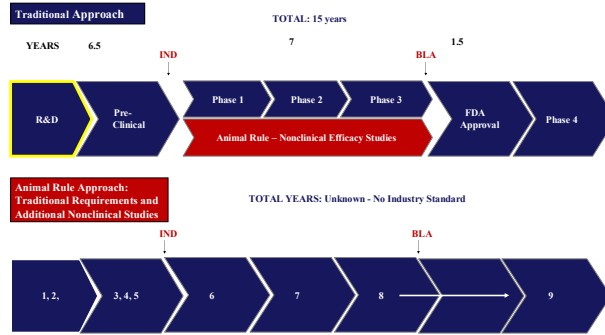 Traditional Approach
TOTAL: 15 years
YEARS 6.5 7 1.5
IND BLA
R&D
Pre-
Clinical
Phase 1 Phase 2 Phase 3
Animal Rule – Nonclinical Efficacy Studies
FDA
Approval
Phase 4
Animal Rule Approach:
Traditional Requirements and
Additional Nonclinical Studies
TOTAL YEARS: Unknown - No Industry Standard
IND BLA
1, 2, 3, 4, 5 6 7 8 9